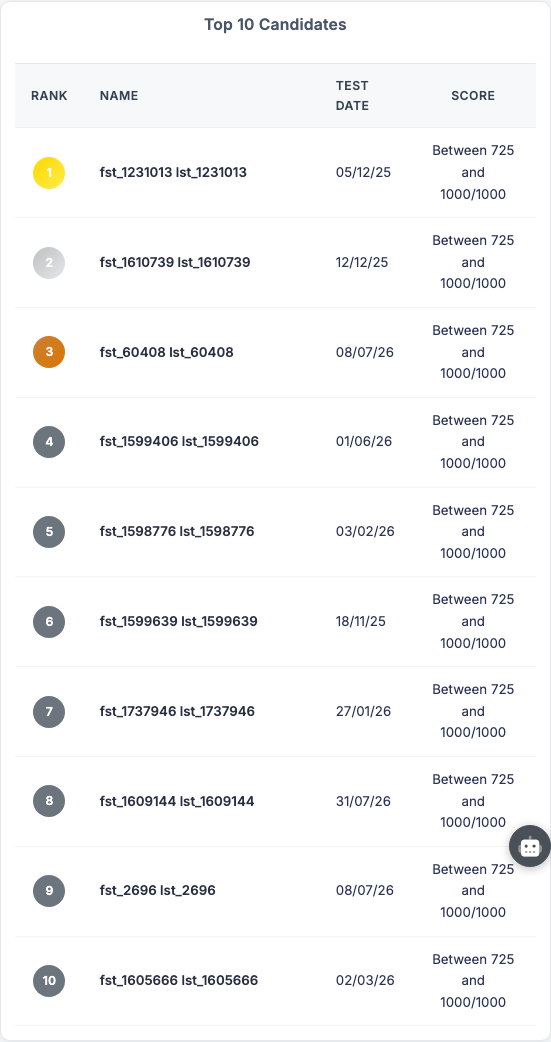 Top 10 Candidates
RANK NAME TEST DATE SCORE
1 fst_1231013 lst_1231013 05/12/25 Between 725 and 1000/1000
2 fst_1610739 lst_1610739 12/12/25 Between 725 and 1000/1000
3 fst_60408 lst_60408 08/07/26 Between 725 and 1000/1000
4 fst_1599406 lst_1599406 01/06/26 Between 725 and 1000/1000
5 fst_1598776 lst_1598776 03/02/26 Between 725 and 1000/1000
6 fst_1599639 lst_1599639 18/11/25 Between 725 and 1000/1000
7 fst_1737946 lst_1737946 27/01/26 Between 725 and 1000/1000
8 fst_1609144 lst_1609144 31/07/26 Between 725 and 1000/1000
9 fst_2696 lst_2696 08/07/26 Between 725 and 1000/1000
10 fst_1605666 lst_1605666 02/03/26 Between 725 and 1000/1000